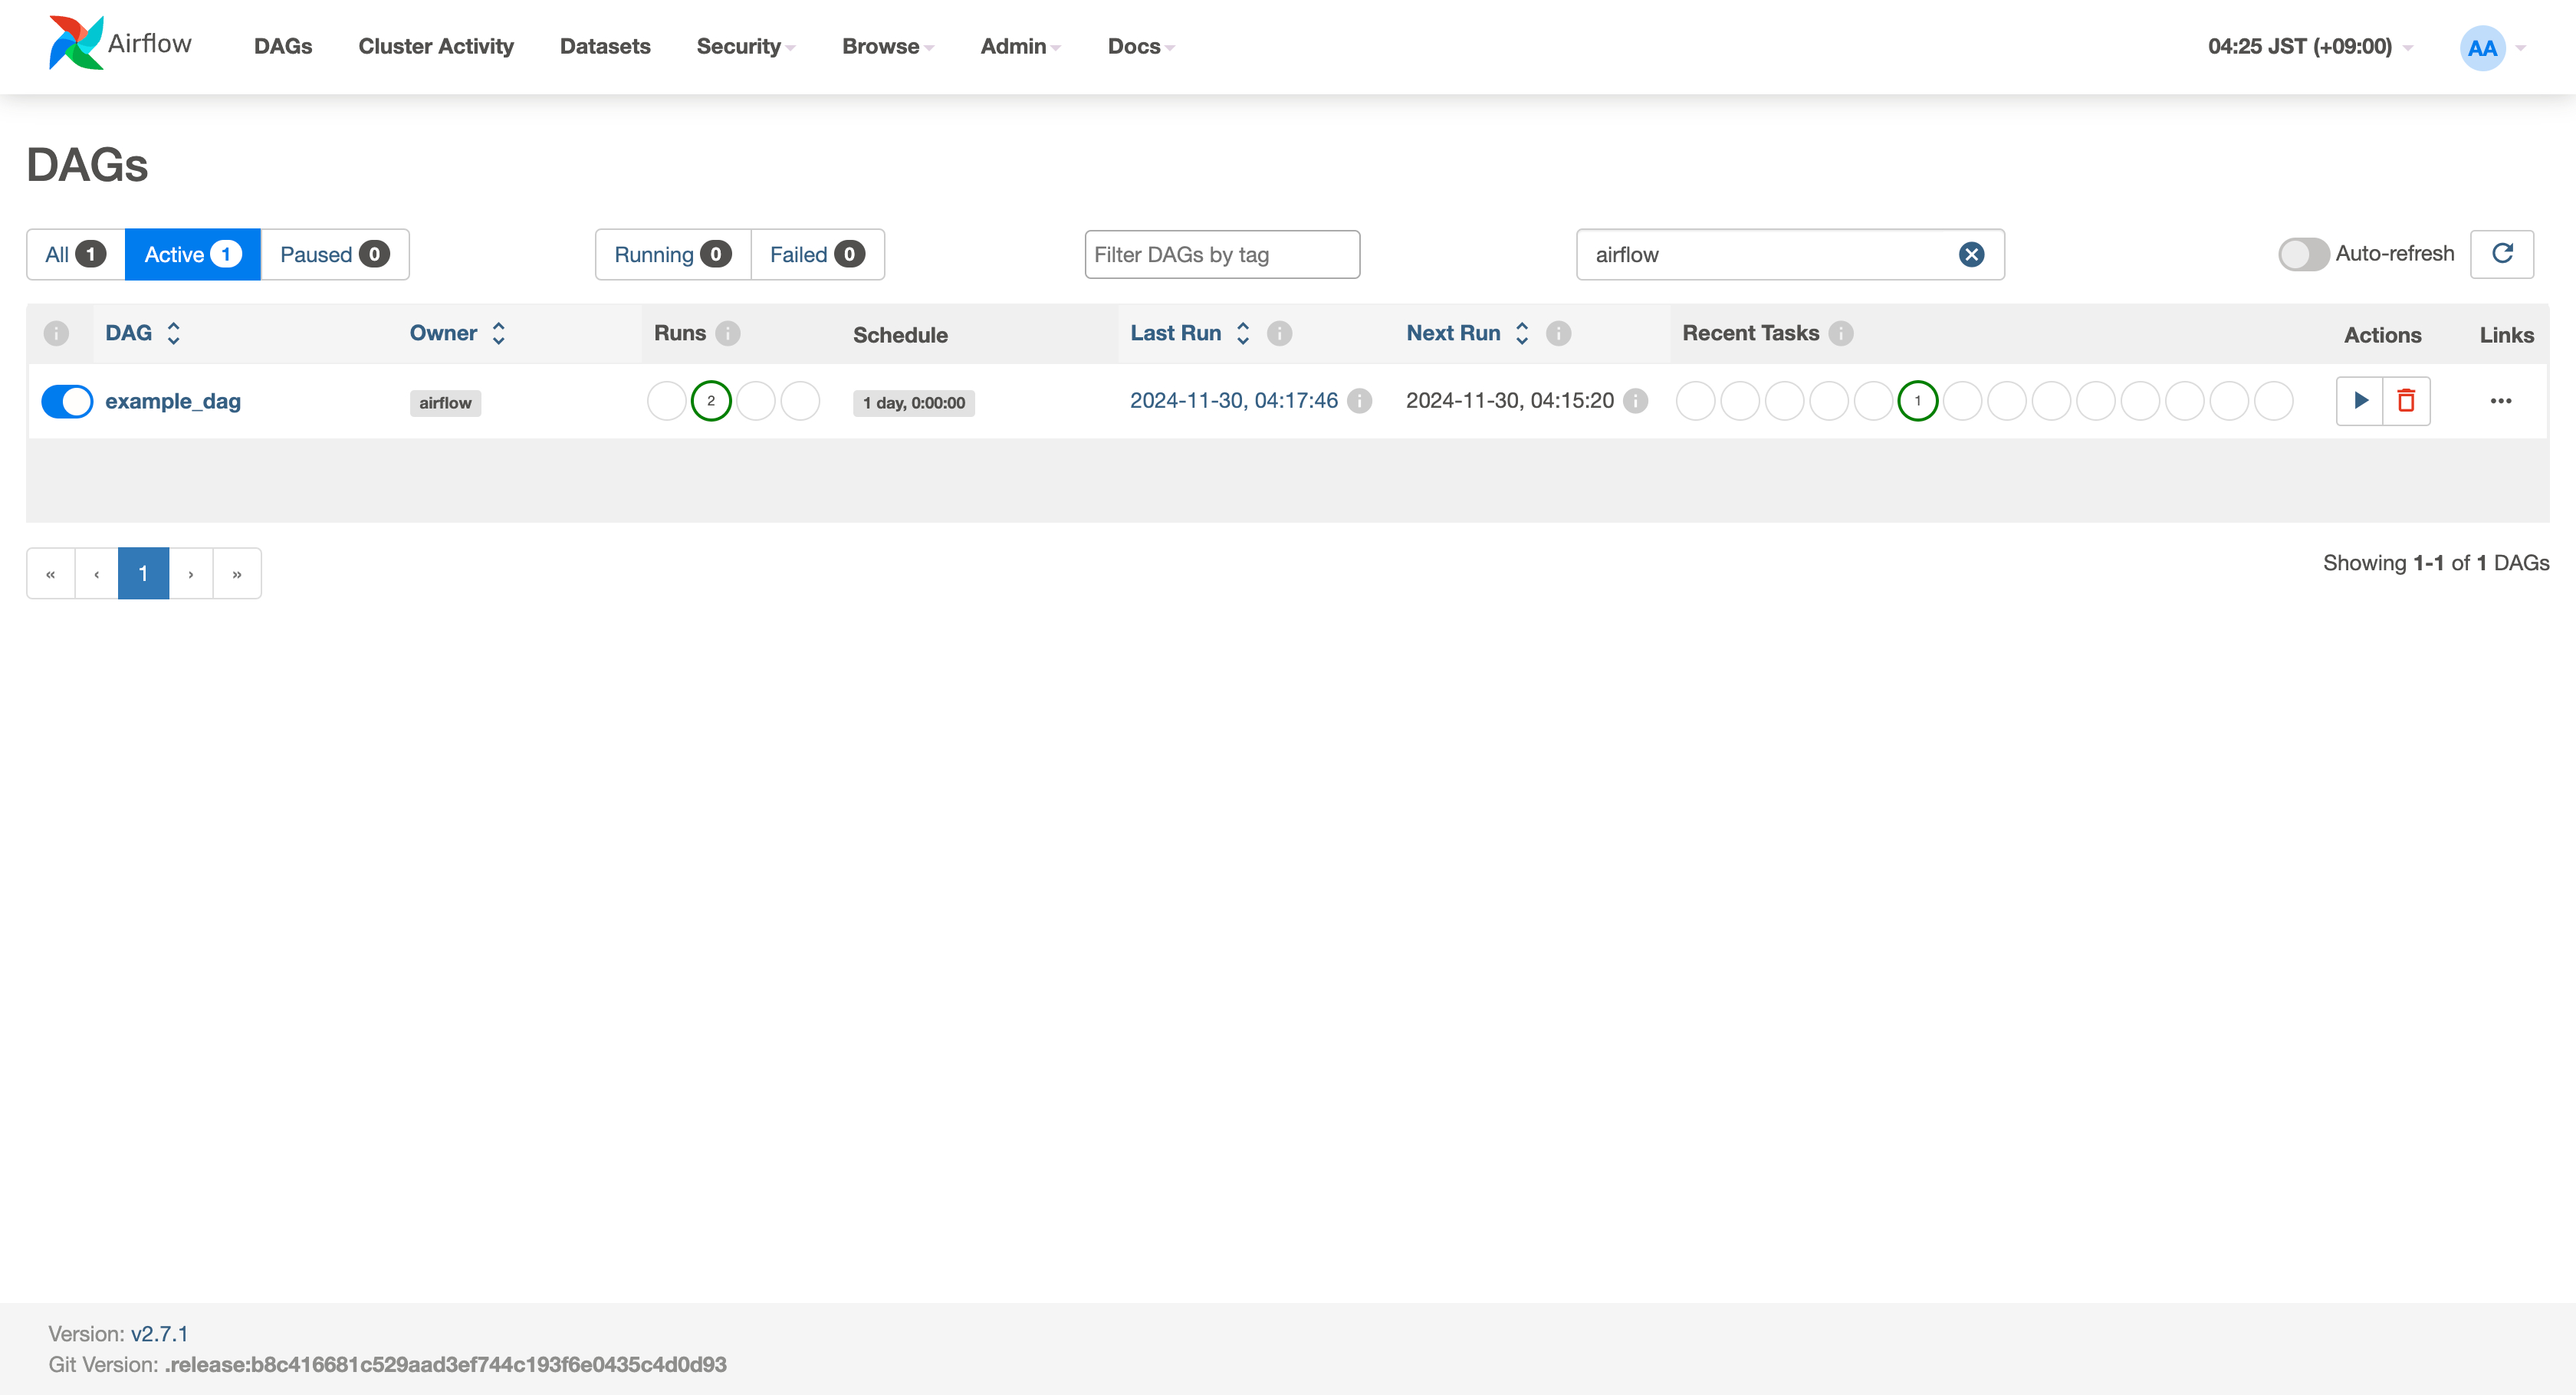 Airflow DAGs Cluster Activity Datasets Security Browse Admin Docs 04:25 JST (+09:00) AA
DAGs
All 1 Active 1 Paused 0 Running 0 Failed 0 Filter DAGs by tag airflow Auto-refresh
DAG Owner Runs Schedule Last Run Next Run Recent Tasks Actions Links
example_dag airflow 2 1 day, 0:00:00 2024-11-30, 04:17:46 2024-11-30, 04:15:20 1 ...
« ‹ 1 › » Showing 1-1 of 1 DAGs
Version: v2.7.1
Git Version: .release:b8c416681c529aad3ef744c193f6e0435c4d0d93